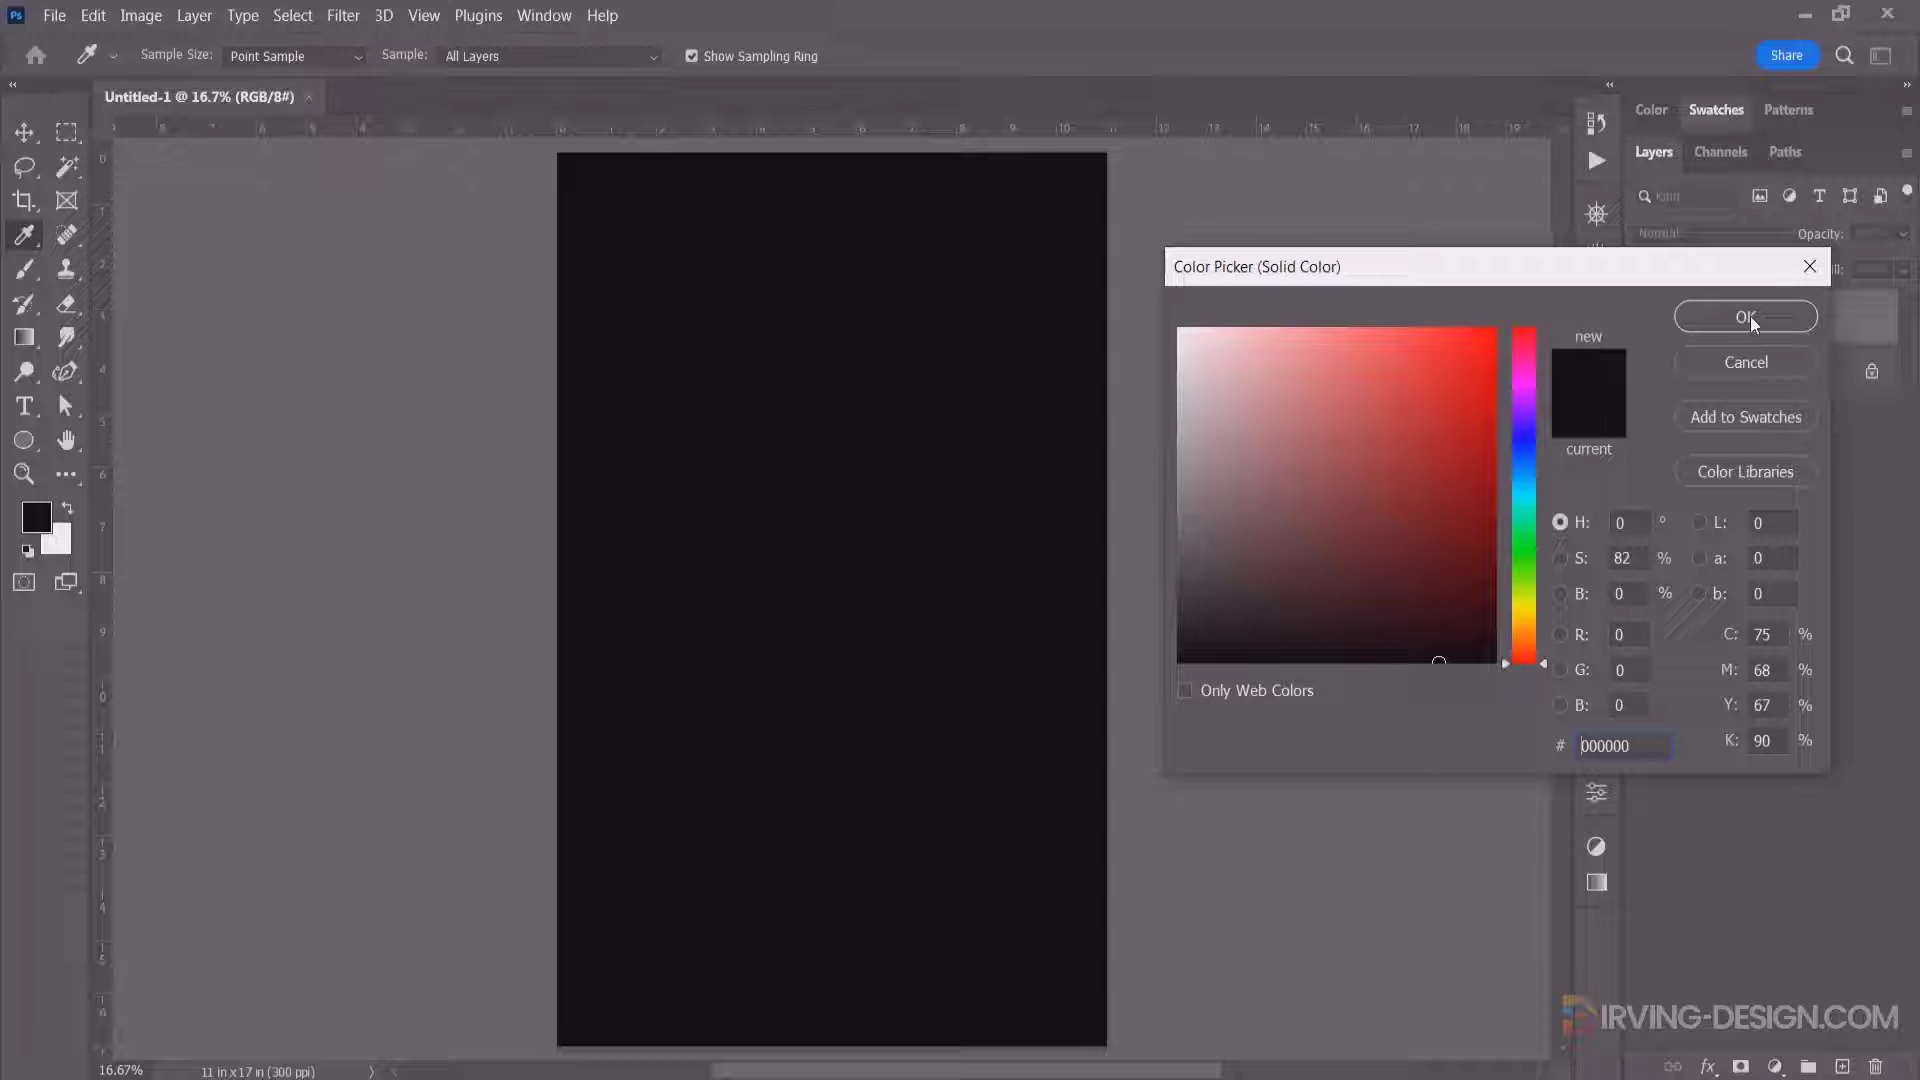 Ps File Edit Image Layer Type Select Filter 3D View Plugins Window Help
Sample Size: Point Sample Sample: All Layers Show Sampling Ring Share
Untitled-1 @ 16.7% (RGB/8#)
Color Swatches Patterns
Layers Channels Paths
Kind
Normal Opacity:
Color Picker (Solid Color)
OK
new
Cancel
Add to Swatches
current
Color Libraries
H: 0 ° L: 0
S: 82 % a: 0
B: 0 % b: 0
R: 0 C: 75 %
G: 0 M: 68 %
B: 0 Y: 67 %
# 000000 K: 90 %
Only Web Colors
IRVING-DESIGN.COM
16.67% 11 in x 17 in (300 ppi)
fx